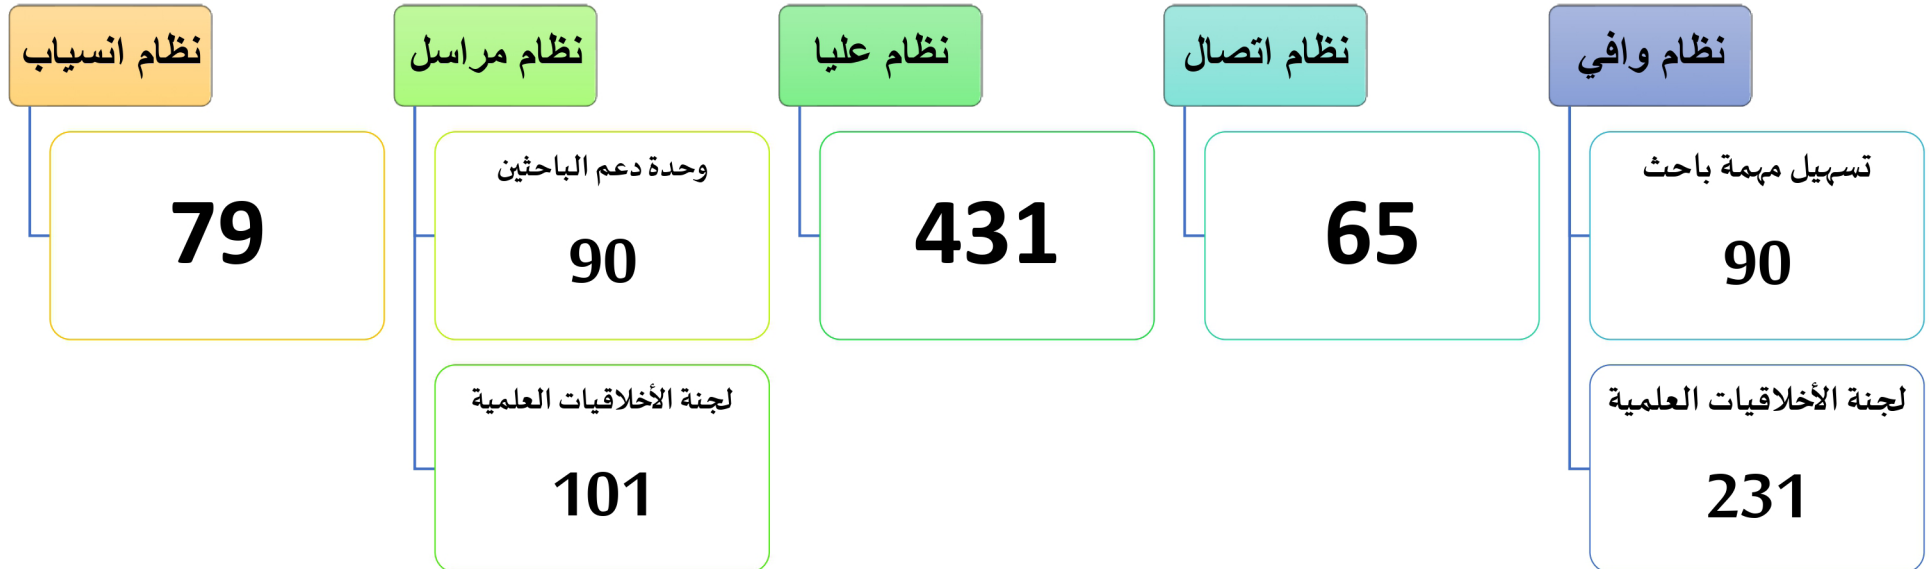 نظام وافي
تسهيل مهمة باحث
90
لجنة الأخلاقيات العلمية
231
نظام اتصال
65
نظام عليا
431
نظام مراسل
وحدة دعم الباحثين
90
لجنة الأخلاقيات العلمية
101
نظام انسياب
79